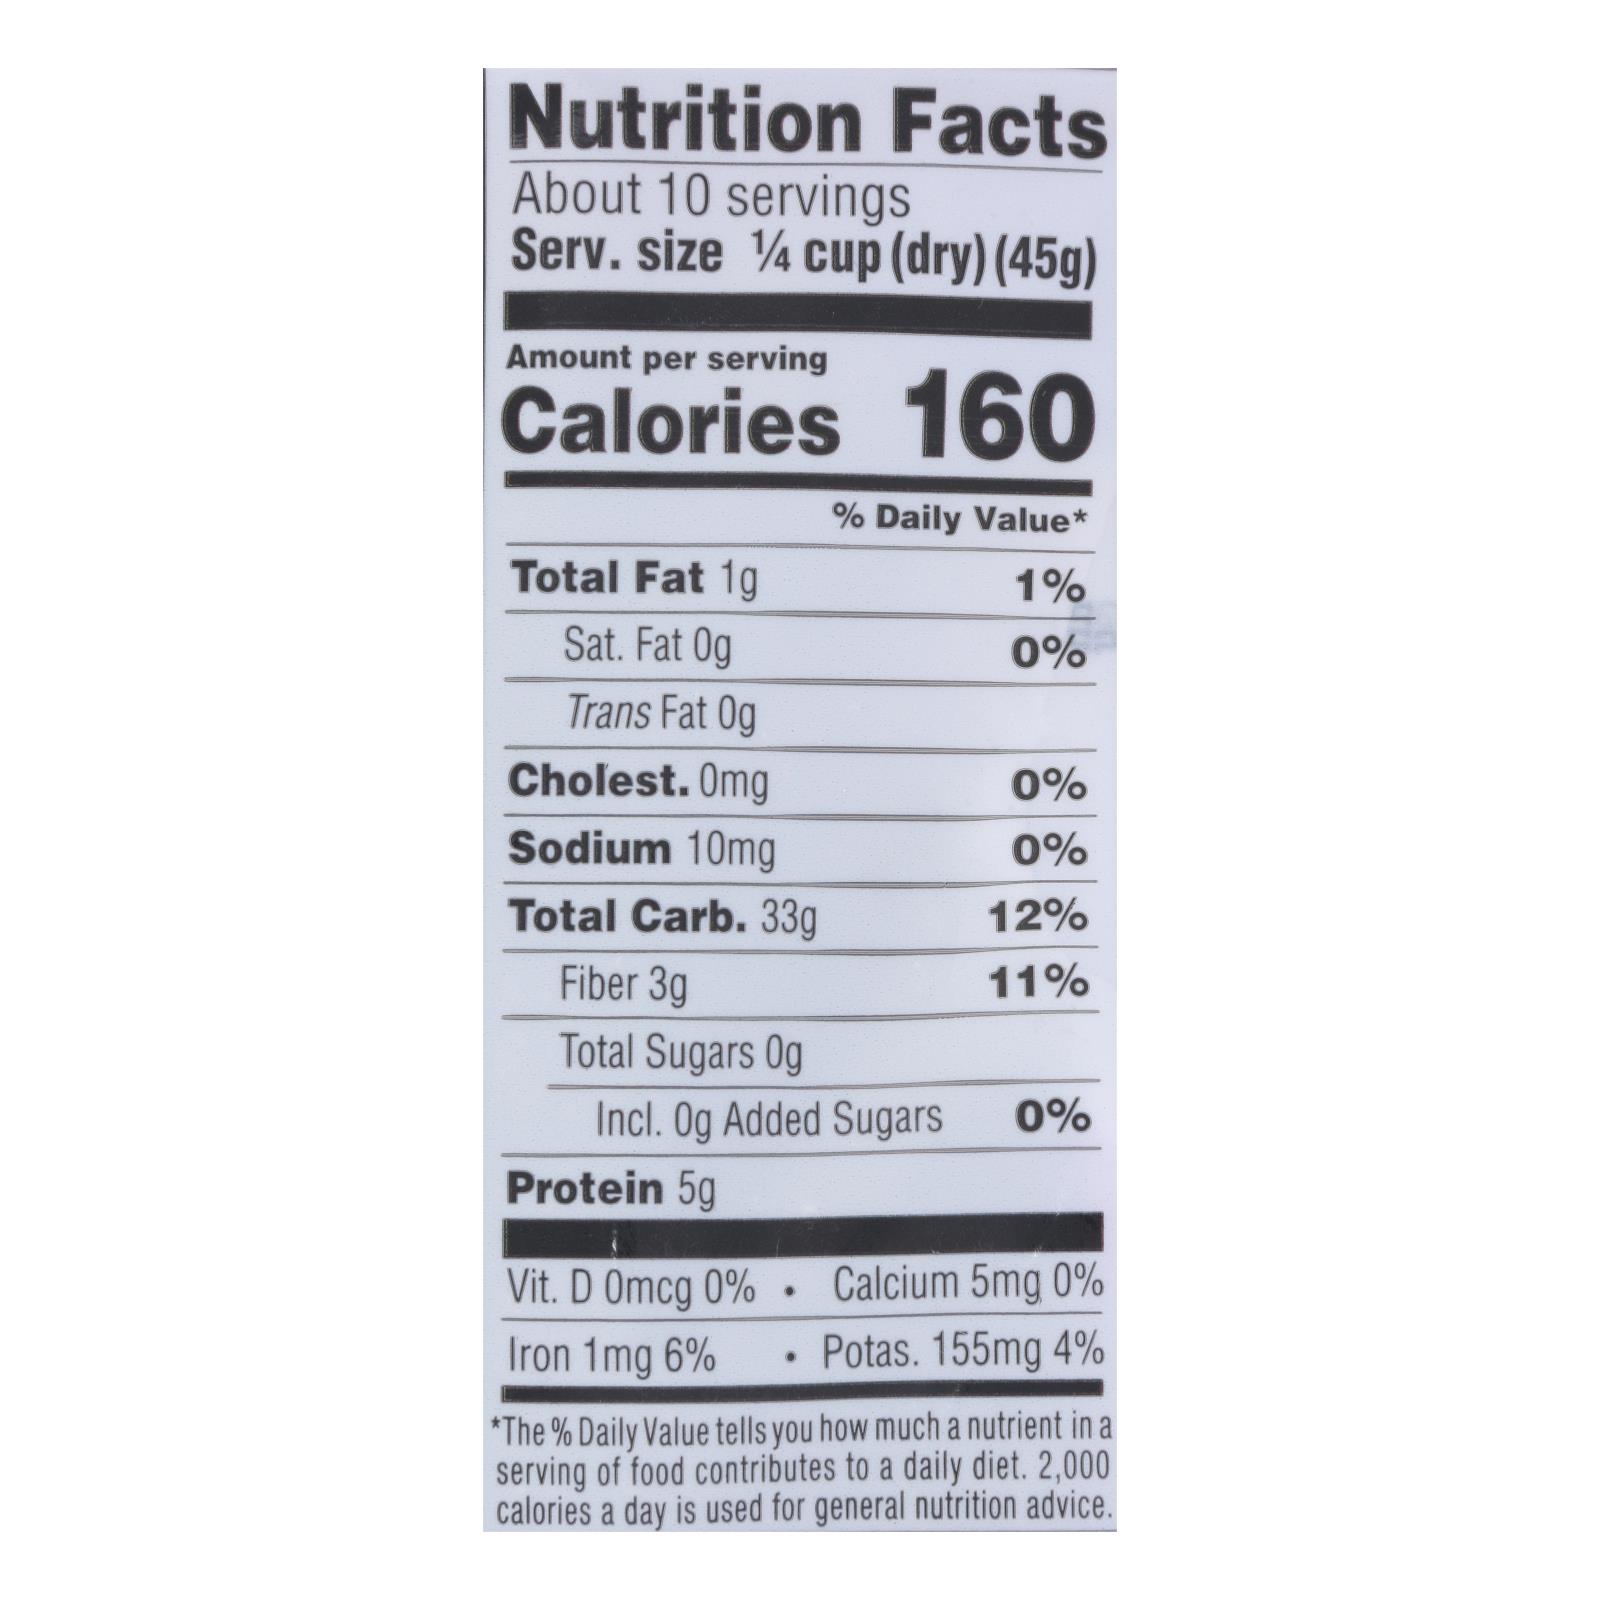 Nutrition Facts
About 10 servings
Serv. size ¼ cup (dry) (45g)
Amount per serving
Calories 160
% Daily Value*
Total Fat 1g 1%
Sat. Fat 0g 0%
Trans Fat 0g
Cholest. 0mg 0%
Sodium 10mg 0%
Total Carb. 33g 12%
Fiber 3g 11%
Total Sugars 0g
Incl. 0g Added Sugars 0%
Protein 5g
Vit. D 0mcg 0% • Calcium 5mg 0%
Iron 1mg 6% • Potas. 155mg 4%
*The % Daily Value tells you how much a nutrient in a
serving of food contributes to a daily diet. 2,000
calories a day is used for general nutrition advice.